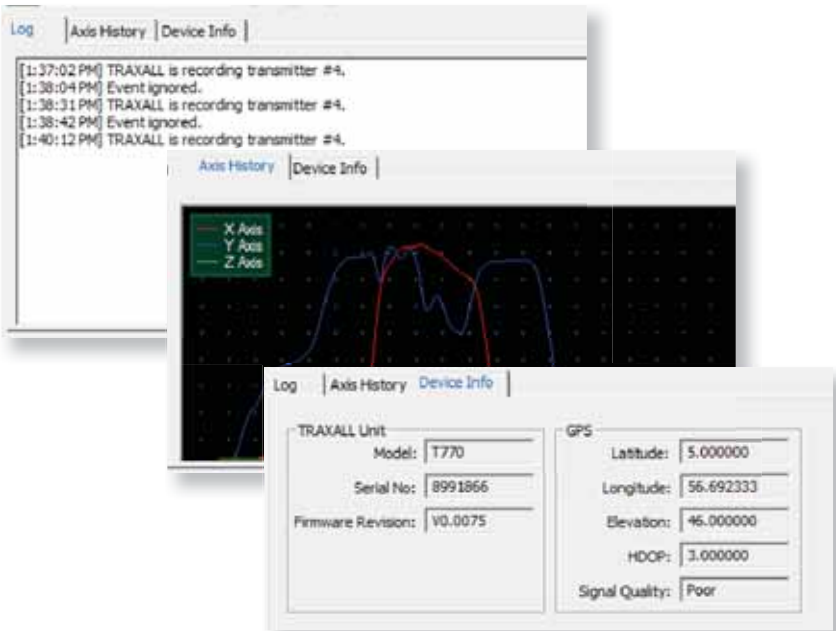 Log Axis History Device Info
[1:37:02 PM] TRAXALL is recording transmitter #4.
[1:38:04 PM] Event ignored.
[1:38:31 PM] TRAXALL is recording transmitter #4.
[1:38:42 PM] Event ignored.
[1:40:12 PM] TRAXALL is recording transmitter #4.
Axis History Device Info
X Axis
Y Axis
Z Axis
Log Axis History Device Info
TRAXALL Unit
Model: T770
Serial No: 8991866
Firmware Revision: V0.0075
GPS
Latitude: 5.000000
Longitude: 56.692333
Elevation: 46.000000
HDOP: 3.000000
Signal Quality: Poor